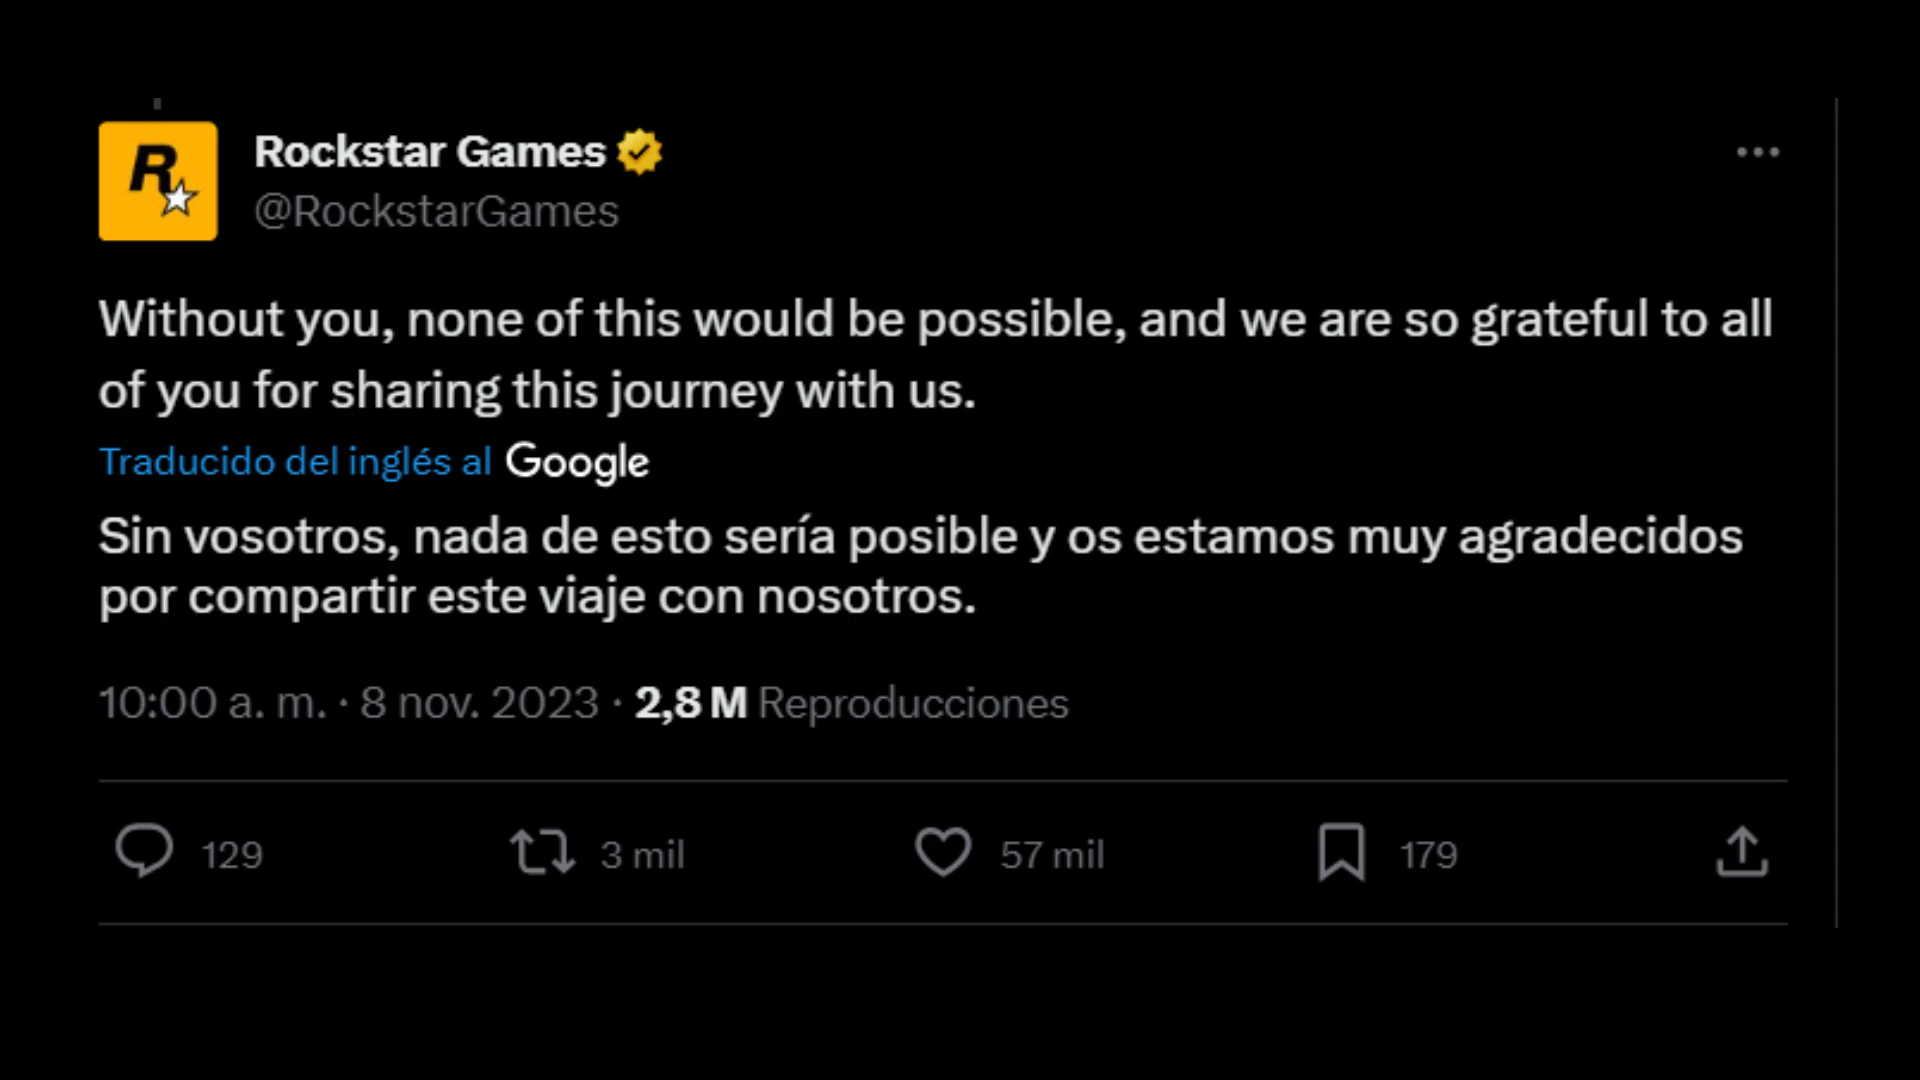 R
Rockstar Games
@RockstarGames
Without you, none of this would be possible, and we are so grateful to all
of you for sharing this journey with us.
Traducido del inglés al Google
Sin vosotros, nada de esto sería posible y os estamos muy agradecidos
por compartir este viaje con nosotros.
10:00 a. m. · 8 nov. 2023 · 2,8 M Reproducciones
129 3 mil 57 mil 179